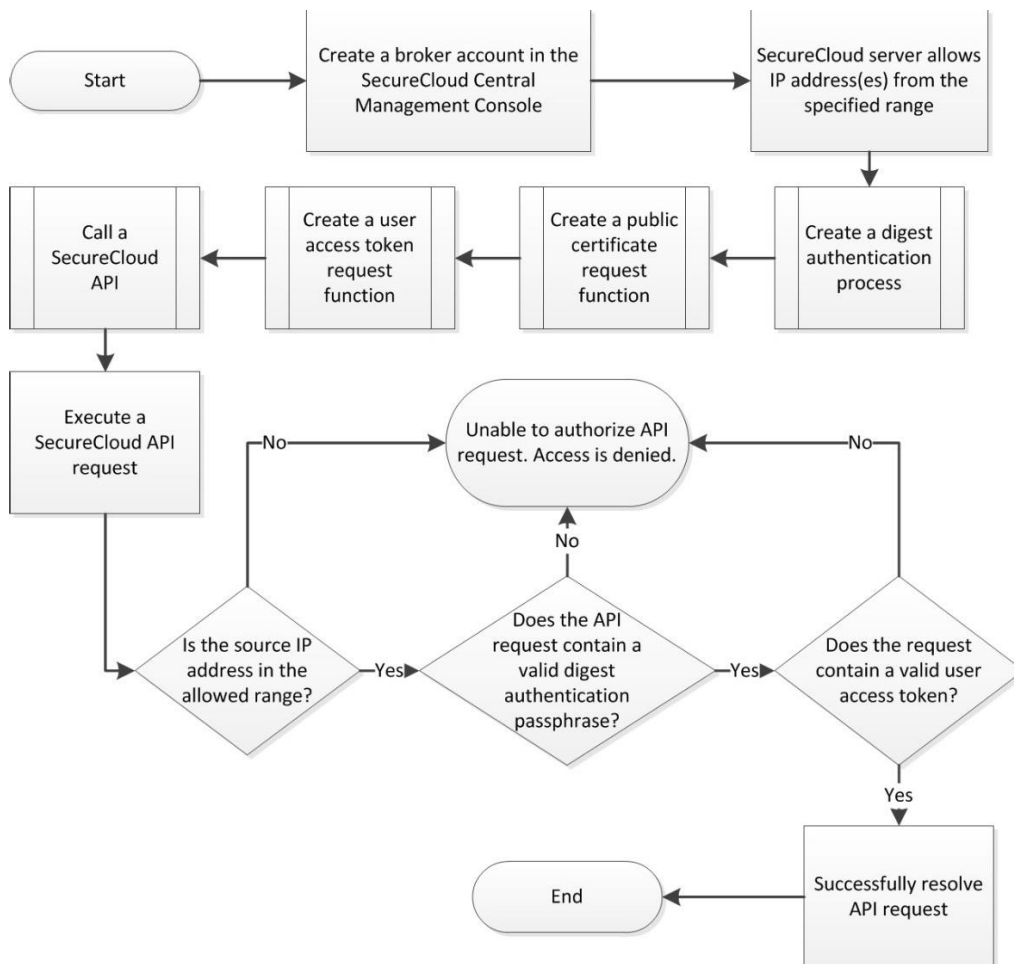 Start
Create a broker account in the
SecureCloud Central
Management Console
SecureCloud server allows
IP address(es) from the
specified range
Call a
SecureCloud
API
Create a user
access token
request
function
Create a public
certificate
request
function
Create a digest
authentication
process
Execute a
SecureCloud API
request
No
Unable to authorize API
request. Access is denied.
No
No
Is the source IP
address in the
allowed range?
Yes
Does the API
request contain a
valid digest
authentication
passphrase?
Yes
Does the request
contain a valid user
access token?
Yes
End
Successfully resolve
API request